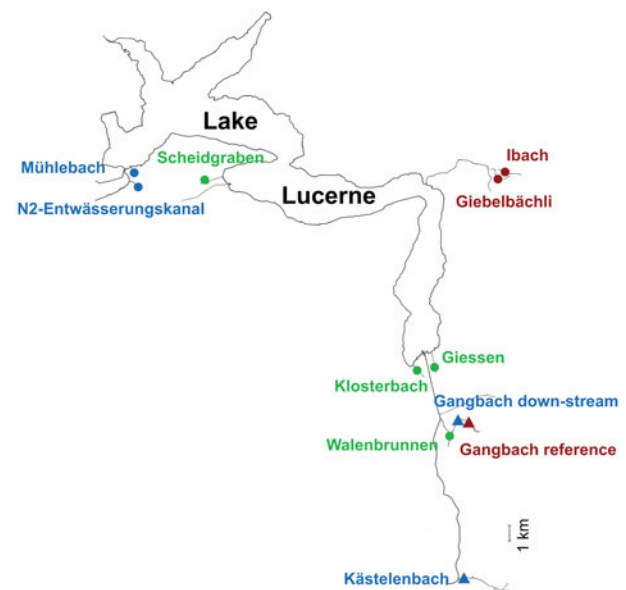 Lake
Scheidgraben
Ibach
Mühlebach
Lucerne
Giebelbächli
N2-Entwässerungskanal
Giessen
Klosterbach
Gangbach down-stream
Walenbrunnen
Gangbach reference
1 km
Kästelenbach